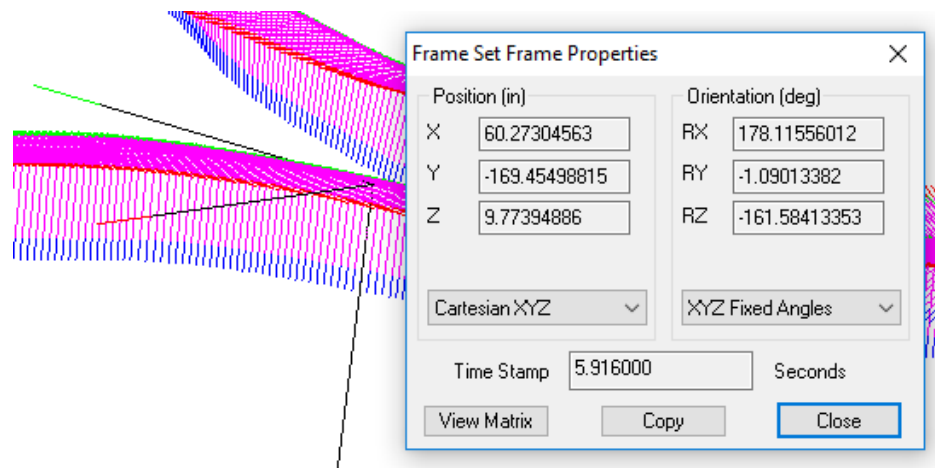 Frame Set Frame Properties
Position (in)
X 60.27304563
Y -169.45498815
Z 9.77394886
Cartesian XYZ
Orientation (deg)
RX 178.11556012
RY -1.09013382
RZ -161.58413353
XYZ Fixed Angles
Time Stamp 5.916000 Seconds
View Matrix Copy Close